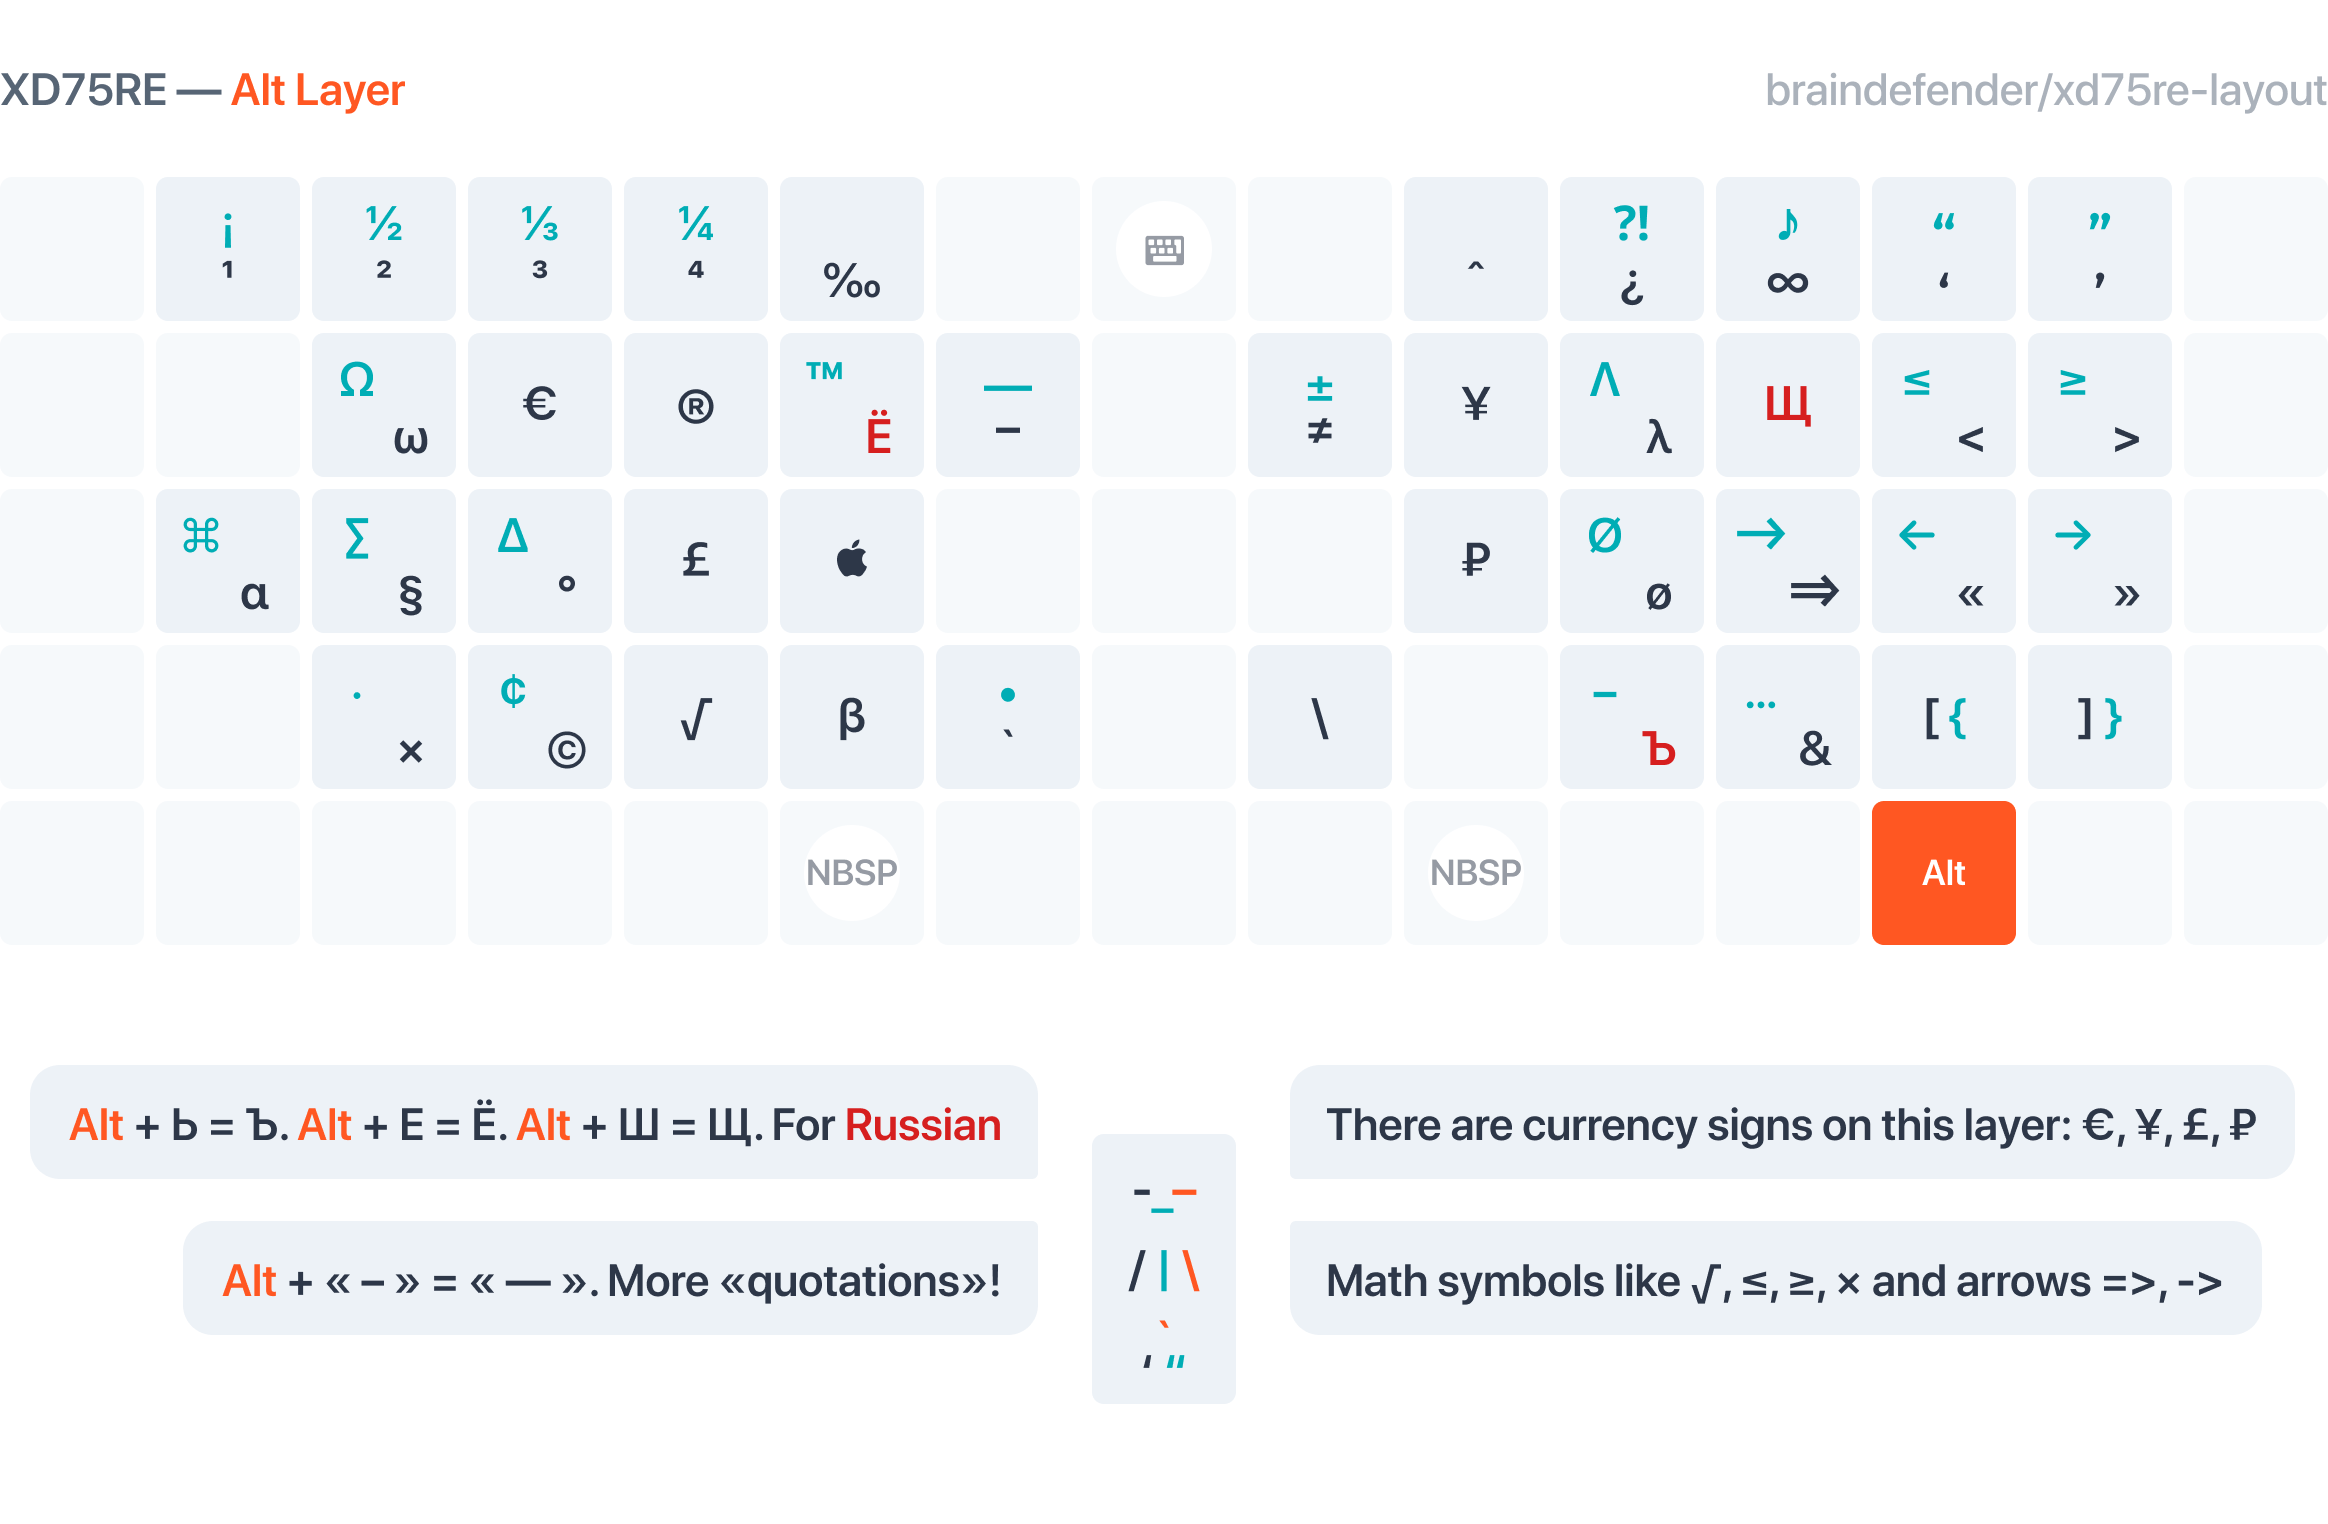 XD75RE — Alt Layer
braindefender/xd75re-layout
¡ ½ ⅓ ¼ ?! ♪ “ ”
¹ ² ³ ⁴ ‰ ˆ ¿ ∞ ‘ ’
Ω ™ — ± Λ ≤ ≥
€ ® ¥ Щ
ω Ё – ≠ λ < >
⌘ ∑ ∆ Ø → ← →
£  ₽
α § ° ø ⇒ « »
· ¢ • – …
√ β \ [ { ] }
× © ` Ъ &
NBSP NBSP Alt
Alt + Ь = Ъ. Alt + Е = Ё. Alt + Ш = Щ. For Russian
There are currency signs on this layer: €, ¥, £, ₽
- _ –
Alt + « – » = « — ». More «quotations»!
/ | \
Math symbols like √, ≤, ≥, × and arrows =>, ->
`
' "